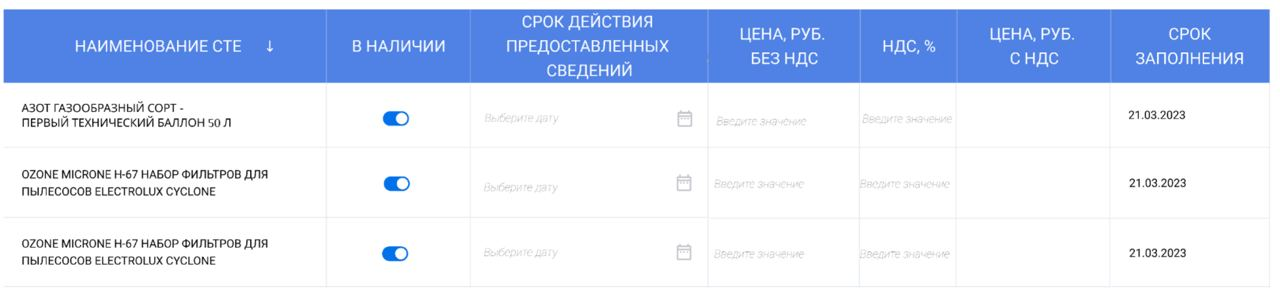 НАИМЕНОВАНИЕ СТЕ ↓
В НАЛИЧИИ
СРОК ДЕЙСТВИЯ
ПРЕДОСТАВЛЕННЫХ
СВЕДЕНИЙ
ЦЕНА, РУБ.
БЕЗ НДС
НДС, %
ЦЕНА, РУБ.
С НДС
СРОК
ЗАПОЛНЕНИЯ
АЗОТ ГАЗООБРАЗНЫЙ СОРТ -
ПЕРВЫЙ ТЕХНИЧЕСКИЙ БАЛЛОН 50 Л
Выберите дату
Введите значение
Введите значение
21.03.2023
OZONE MICRONE H-67 НАБОР ФИЛЬТРОВ ДЛЯ
ПЫЛЕСОСОВ ELECTROLUX CYCLONE
Выберите дату
Введите значение
Введите значение
21.03.2023
OZONE MICRONE H-67 НАБОР ФИЛЬТРОВ ДЛЯ
ПЫЛЕСОСОВ ELECTROLUX CYCLONE
Выберите дату
Введите значение
Введите значение
21.03.2023